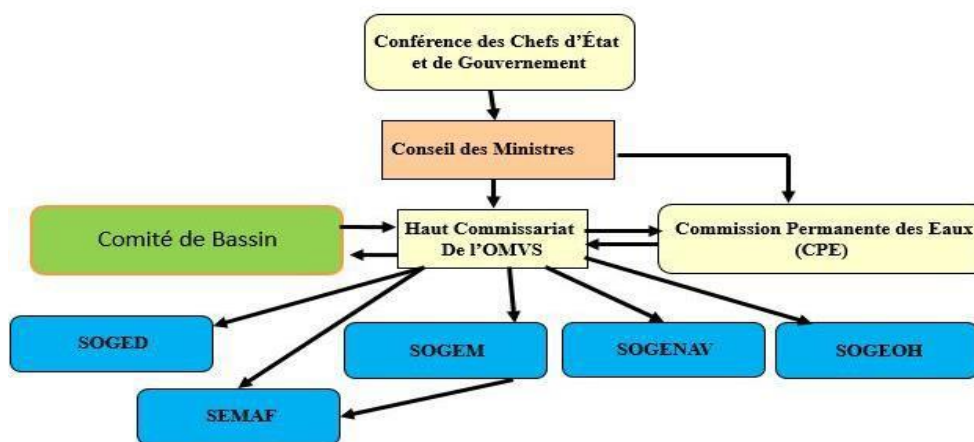 Conférence des Chefs d'État
et de Gouvernement
Conseil des Ministres
Comité de Bassin
Haut Commissariat
De l'OMVS
Commission Permanente des Eaux
(CPE)
SOGED
SOGEM
SOGENAV
SOGEOH
SEMAF